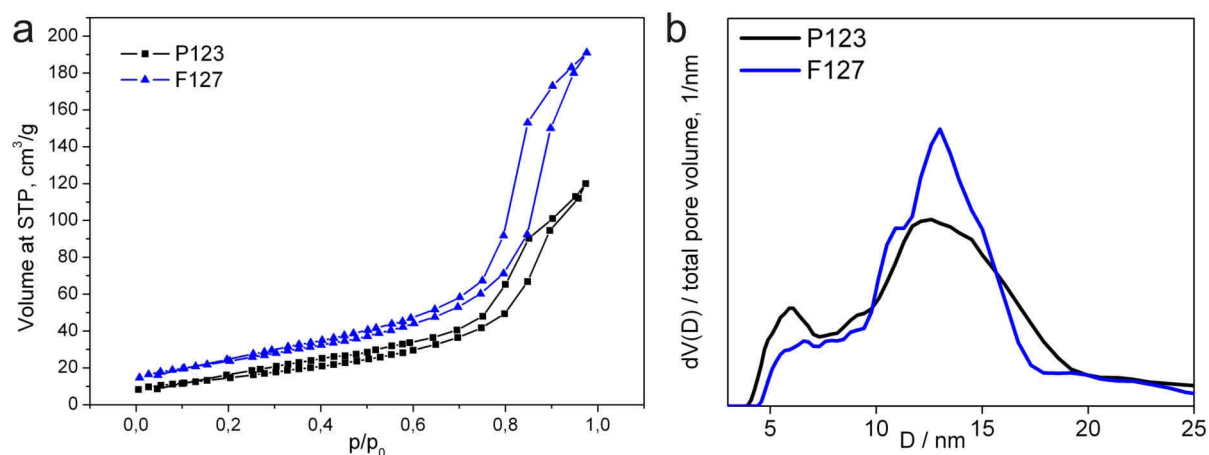 a
P123
F127
Volume at STP, cm³/g
200
180
160
140
120
100
80
60
40
20
0
0,0 0,2 0,4 0,6 0,8 1,0
p/p₀
b
P123
F127
dV(D) / total pore volume, 1/nm
5 10 15 20 25
D / nm